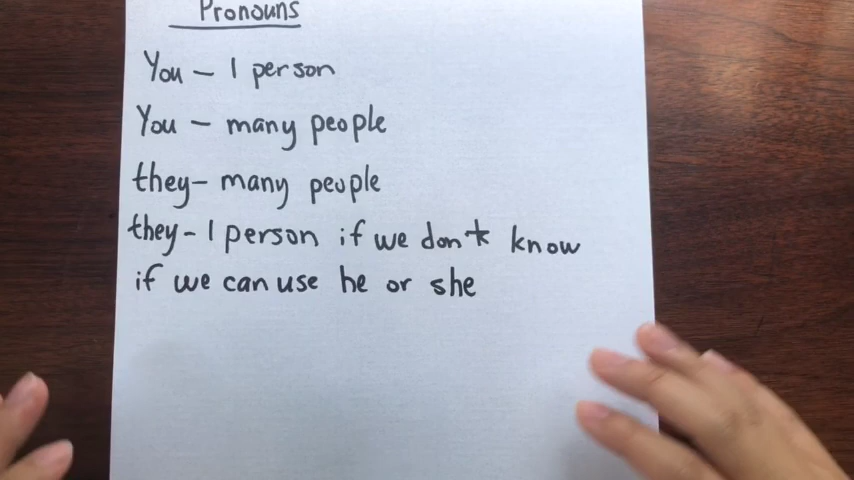 Pronouns
You - 1 person
You - many people
they- many people
they- 1 person if we don't know
if we can use he or she